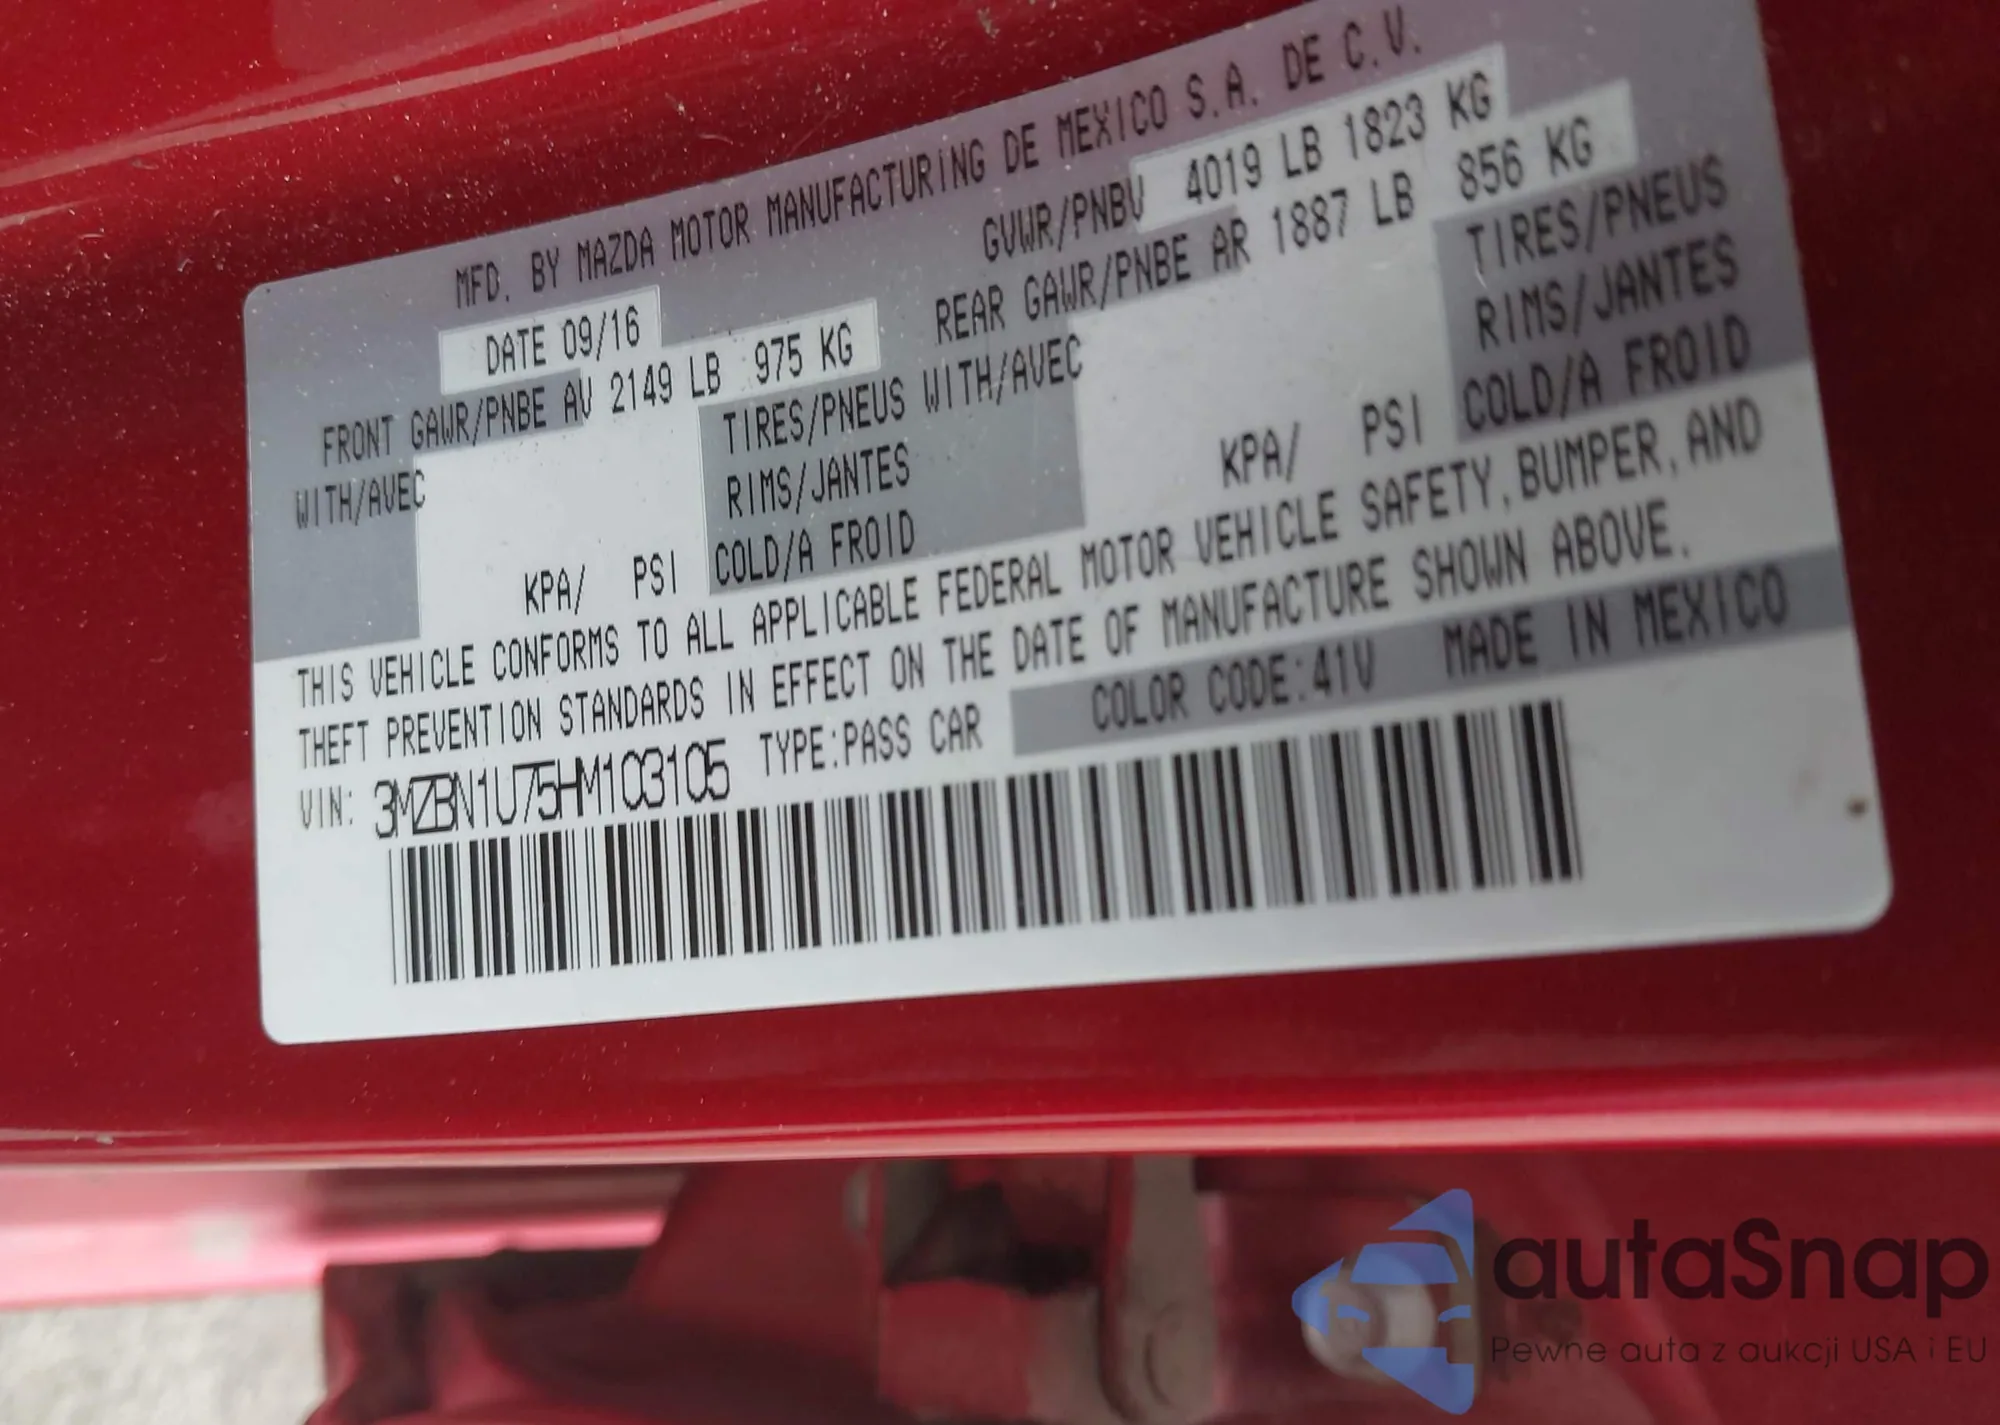 MFD. BY MAZDA MOTOR MANUFACTURING DE MEXICO S.A. DE C.V.
DATE 09/16 GVWR/PNBV 4019 LB 1823 KG
FRONT GAWR/PNBE AV 2149 LB 975 KG REAR GAWR/PNBE AR 1887 LB 856 KG
WITH/AVEC TIRES/PNEUS WITH/AVEC TIRES/PNEUS
RIMS/JANTES RIMS/JANTES
KPA/ PSI COLD/A FROID KPA/ PSI COLD/A FROID
THIS VEHICLE CONFORMS TO ALL APPLICABLE FEDERAL MOTOR VEHICLE SAFETY, BUMPER, AND
THEFT PREVENTION STANDARDS IN EFFECT ON THE DATE OF MANUFACTURE SHOWN ABOVE.
VIN: 3MZBN1U75HM103105 TYPE:PASS CAR COLOR CODE:41V MADE IN MEXICO
autaSnap
Pewne auta z aukcji USA i EU